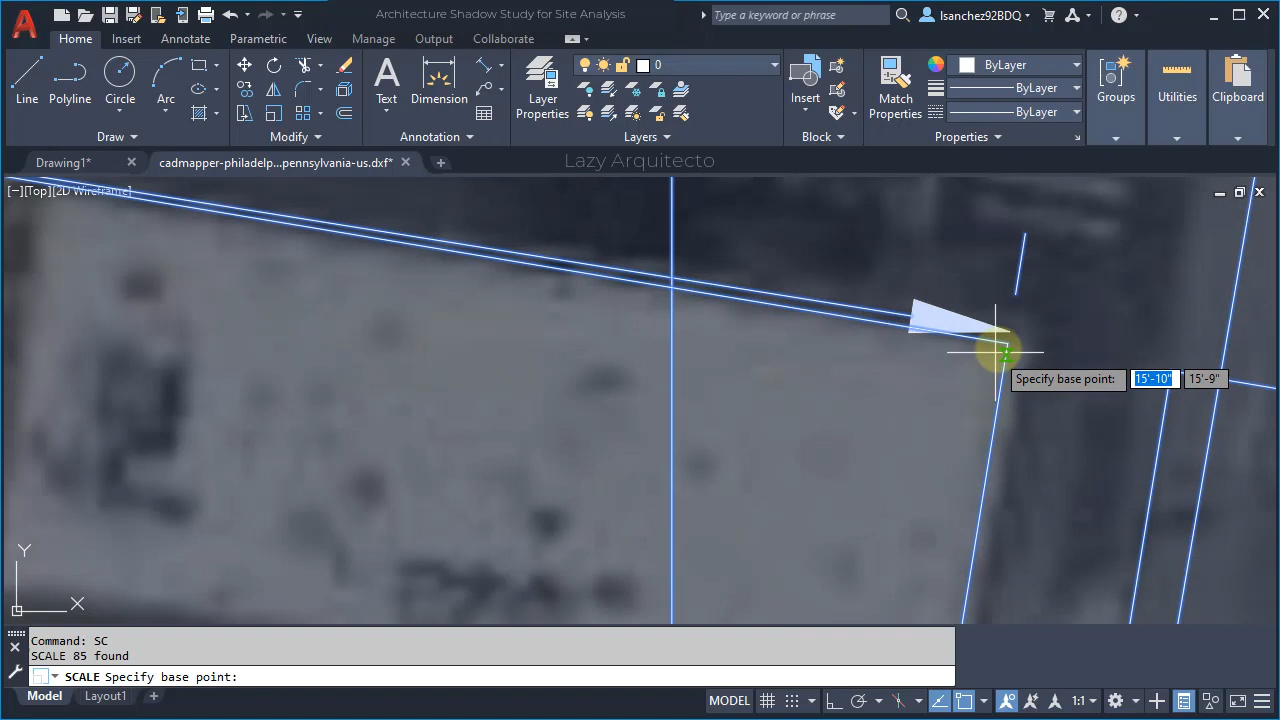 Architecture Shadow Study for Site Analysis
Type a keyword or phrase
lsanchez92BDQ
Home Insert Annotate Parametric View Manage Output Collaborate
Line Polyline Circle Arc
Draw
Modify
Text Dimension
Annotation
Layer Properties
0
Layers
Insert
Block
Match Properties
ByLayer
ByLayer
ByLayer
Properties
Groups
Utilities
Clipboard
Drawing1*
cadmapper-philadelp...pennsylvania-us.dxf*
Lazy Arquitecto
[−][Top][2D Wireframe]
Specify base point: 15'-10" 15'-9"
Y
X
Command: SC
SCALE 85 found
SCALE Specify base point:
Model Layout1
MODEL
1:1